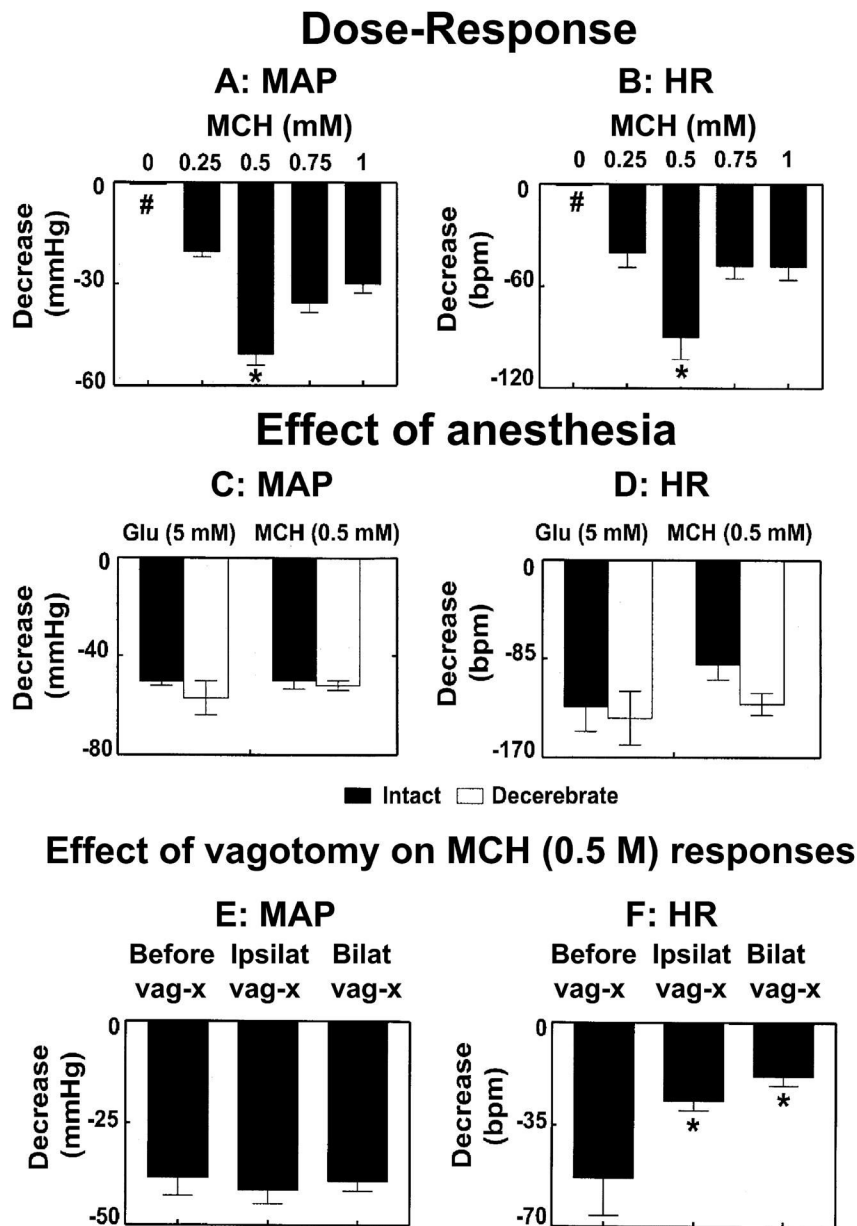 Dose-Response
A: MAP
B: HR
MCH (mM)
MCH (mM)
0 0.25 0.5 0.75 1
0 0.25 0.5 0.75 1
Decrease
(mmHg)
0
-30
-60
#
*
Decrease
(bpm)
0
-60
-120
#
*
Effect of anesthesia
C: MAP
D: HR
Glu (5 mM) MCH (0.5 mM)
Glu (5 mM) MCH (0.5 mM)
Decrease
(mmHg)
0
-40
-80
Decrease
(bpm)
0
-85
-170
Intact Decerebrate
Effect of vagotomy on MCH (0.5 M) responses
E: MAP
F: HR
Before Ipsilat Bilat
vag-x vag-x vag-x
Before Ipsilat Bilat
vag-x vag-x vag-x
Decrease
(mmHg)
0
-25
-50
Decrease
(bpm)
0
-35
-70
*
*